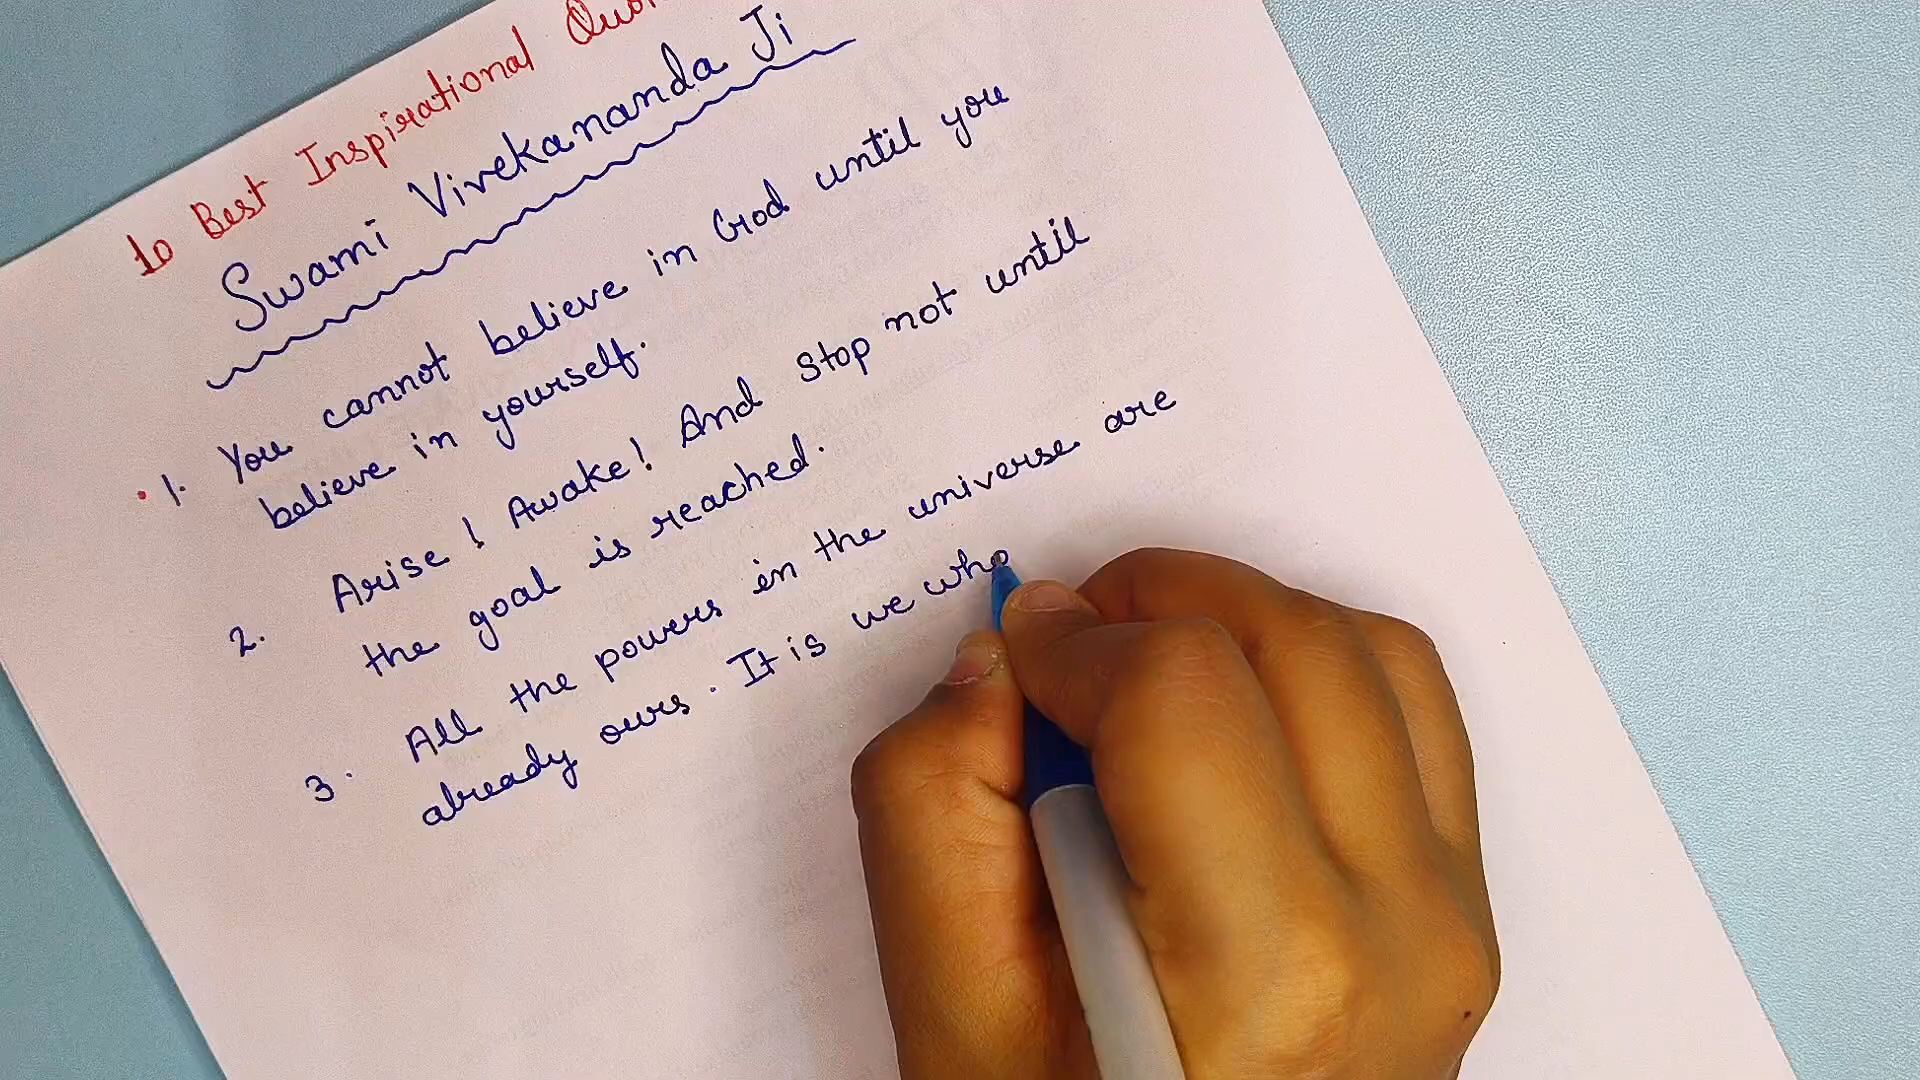 10 Best Inspirational
Swami Vivekananda Ji
1. You cannot believe in God until you
believe in yourself.
2. Arise! Awake! And stop not until
the goal is reached.
3. All the powers in the universe are
already ours. It is we who